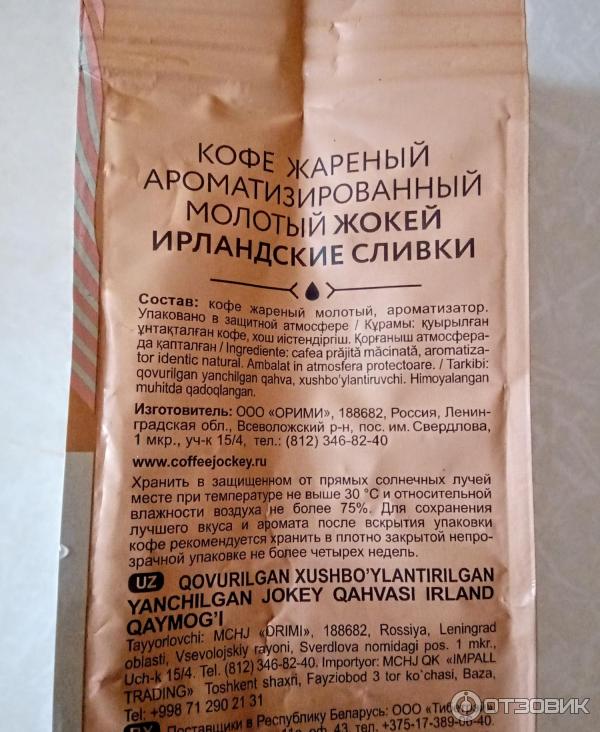 КОФЕ ЖАРЕНЫЙ
АРОМАТИЗИРОВАННЫЙ
МОЛОТЫЙ ЖОКЕЙ
ИРЛАНДСКИЕ СЛИВКИ
Состав: кофе жареный молотый, ароматизатор.
Упаковано в защитной атмосфере / Құрамы: қуырылған
ұнтақталған кофе, хош иістендіргіш. Қорғаныш атмосфера-
да қапталған / Ingrediente: cafea prăjită măcinată, aromatiza-
tor identic natural. Ambalat in atmosfera protectoare. / Tarkibi:
qovurilgan yanchilgan qahva, xushbo'ylantiruvchi. Himoyalangan
muhitda qadoqlangan.
Изготовитель: ООО «ОРИМИ», 188682, Россия, Ленин-
градская обл., Всеволожский р-н, пос. им. Свердлова,
1 мкр., уч-к 15/4, тел.: (812) 346-82-40
www.coffeejockey.ru
Хранить в защищенном от прямых солнечных лучей
месте при температуре не выше 30 °C и относительной
влажности воздуха не более 75%. Для сохранения
лучшего вкуса и аромата после вскрытия упаковки
кофе рекомендуется хранить в плотно закрытой непро-
зрачной упаковке не более четырех недель.
UZ QOVURILGAN XUSHBO'YLANTIRILGAN
YANCHILGAN JOKEY QAHVASI IRLAND
QAYMOG'I
Tayyorlovchi: MCHJ «ORIMI», 188682, Rossiya, Leningrad
oblasti, Vsevolojskiy rayoni, Sverdlova nomidagi pos. 1 mkr.,
Uch-k 15/4. Tel. (812) 346-82-40. Importyor: MCHJ QK «IMPALL
TRADING» Toshkent shaxri, Fayziobod 3 tor ko'chasi, Baza,
Tel: +998 71 290 21 31
BY Поставщики в Республику Беларусь: ООО
оф. 43, тел. +375-17-389-
ОТЗОВИК